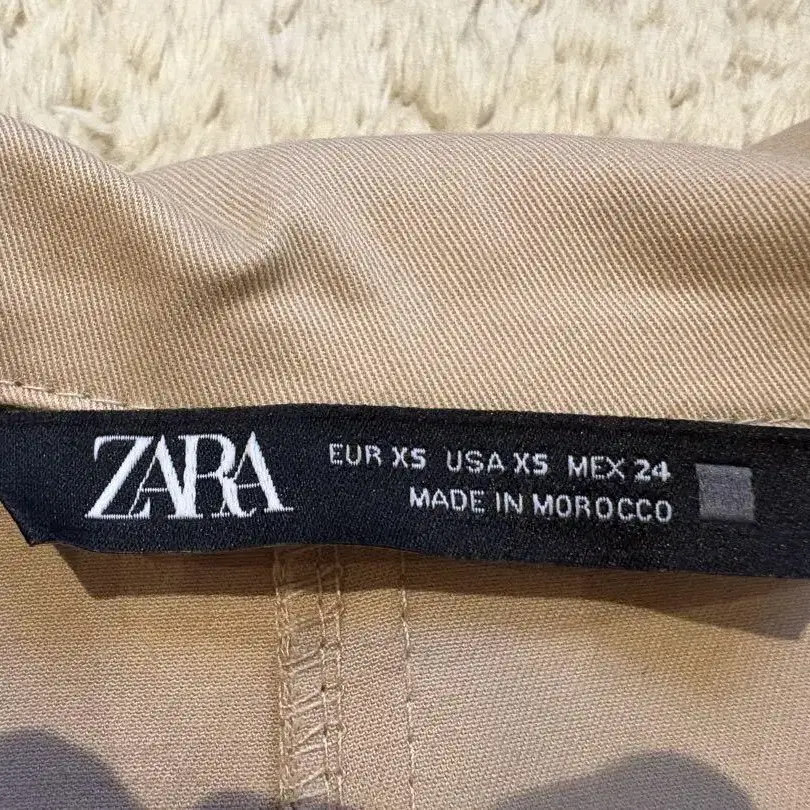 ZARA
EUR XS USA XS MEX 24
MADE IN MOROCCO